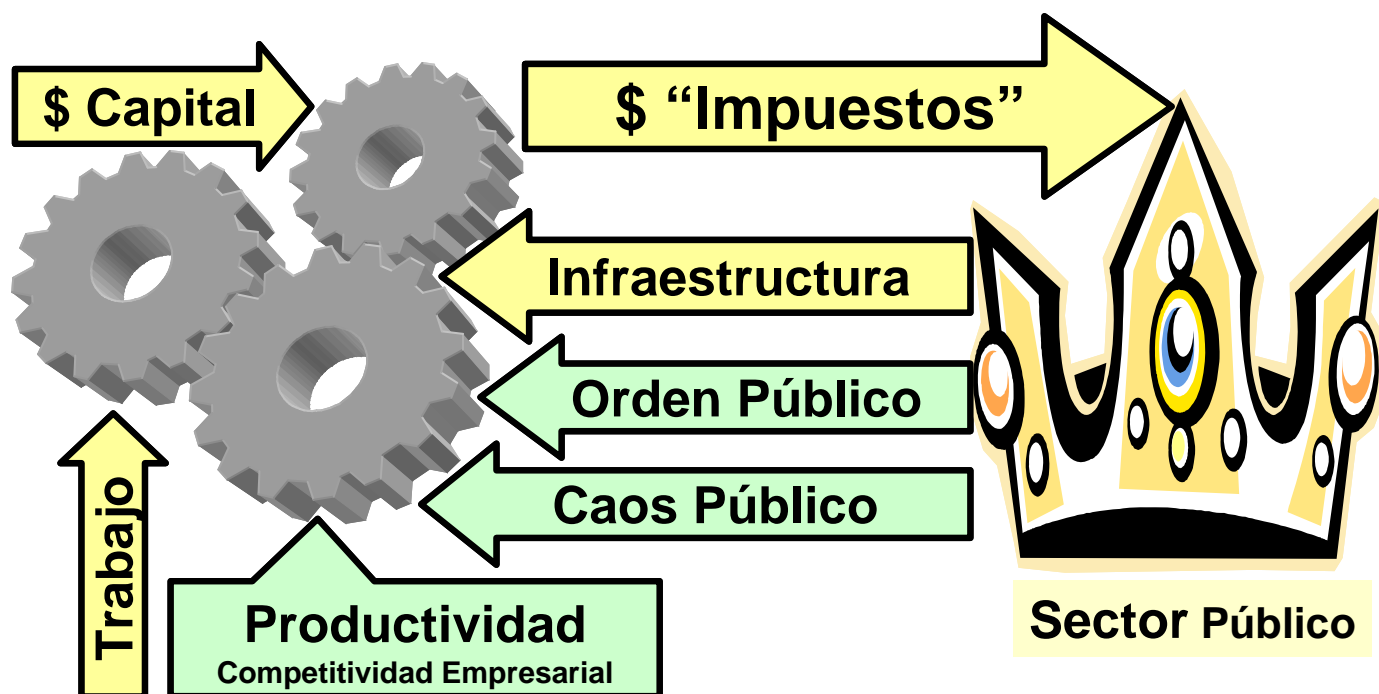 $ Capital
$ “Impuestos”
Infraestructura
Orden Público
Caos Público
Trabajo
Productividad
Competitividad Empresarial
Sector Público